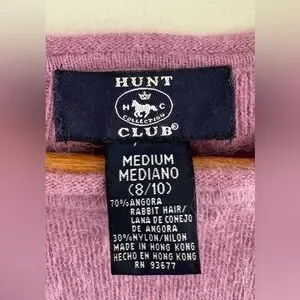 HUNT
H C
COLLECTION
CLUB®
MEDIUM
MEDIANO
(8/10)
70% ANGORA
RABBIT HAIR/
LANA DE CONEJO
DE ANGORA
30% NYLON/NILON
MADE IN HONG KONG
HECHO EN HONG KONG
RN 93677